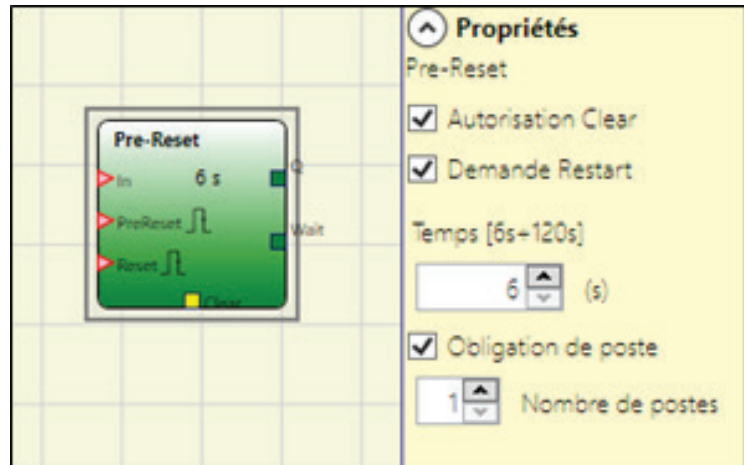 Pre-Reset
In 6 s Q
PreReset
Wait
Reset
Clear
Propriétés
Pre-Reset
Autorisation Clear
Demande Restart
Temps [6s÷120s]
6 (s)
Obligation de poste
1 Nombre de postes